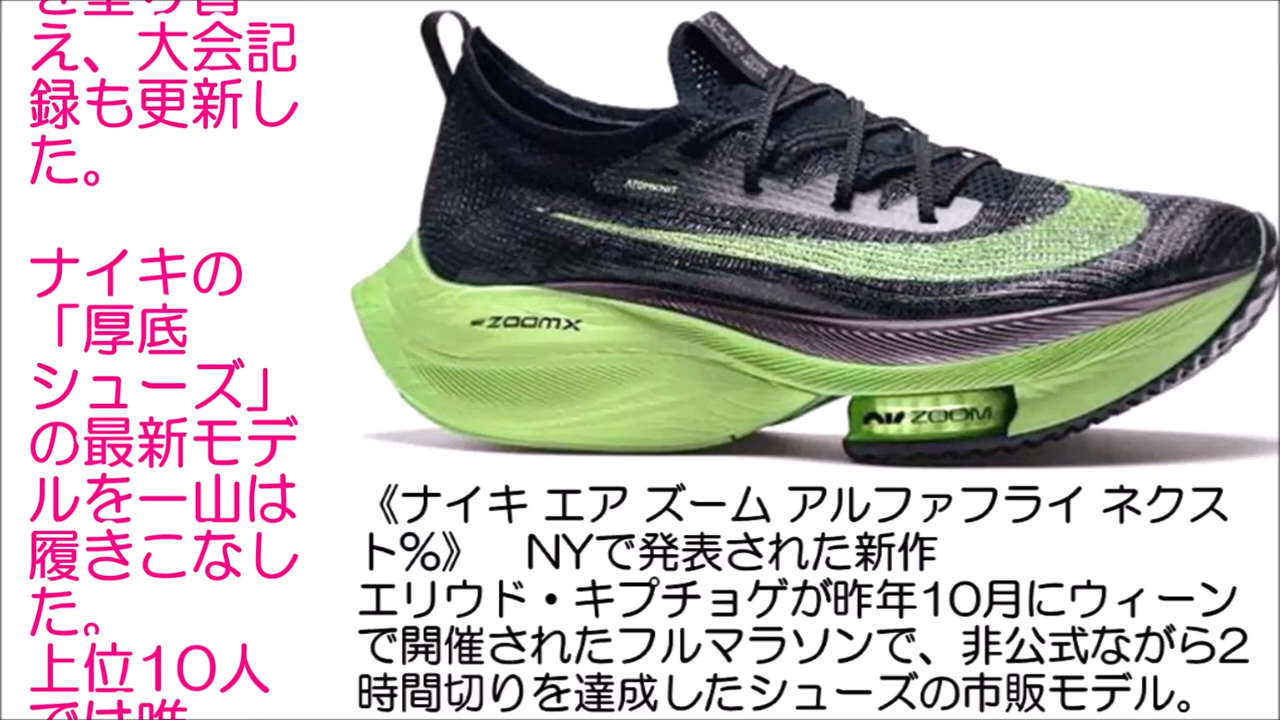 え、大会記
録も更新し
た。
ナイキの
「厚底
シューズ」
の最新モデ
ルを一山は
履きこなし
た。
上位10人
では唯
ATOMKNIT
ZOOMX
ZOOM
《ナイキ エア ズーム アルファフライ ネクス
ト%》　NYで発表された新作
エリウド・キプチョゲが昨年10月にウィーン
で開催されたフルマラソンで、非公式ながら2
時間切りを達成したシューズの市販モデル。